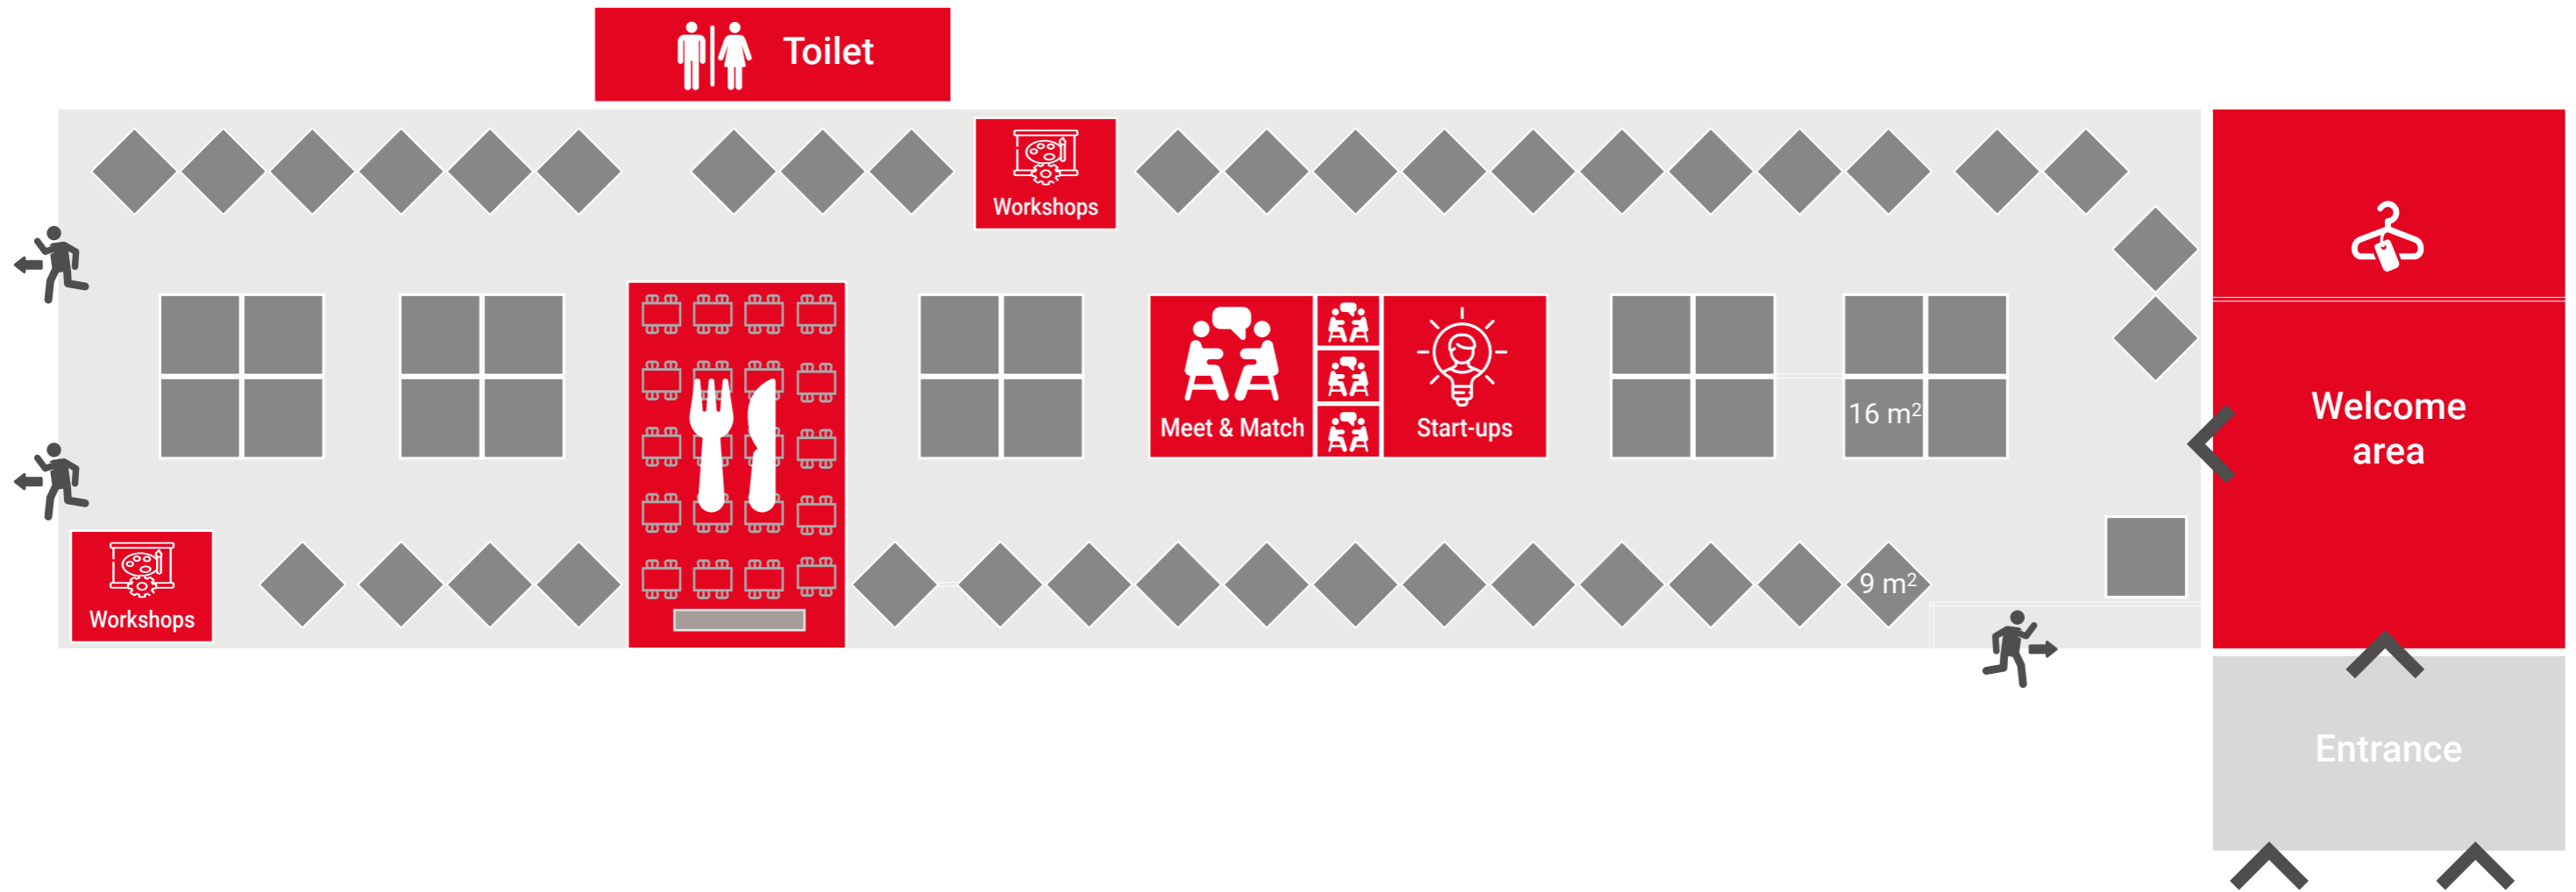 Toilet
Workshops
Meet & Match
Start-ups
16 m²
Welcome
area
Workshops
9 m²
Entrance